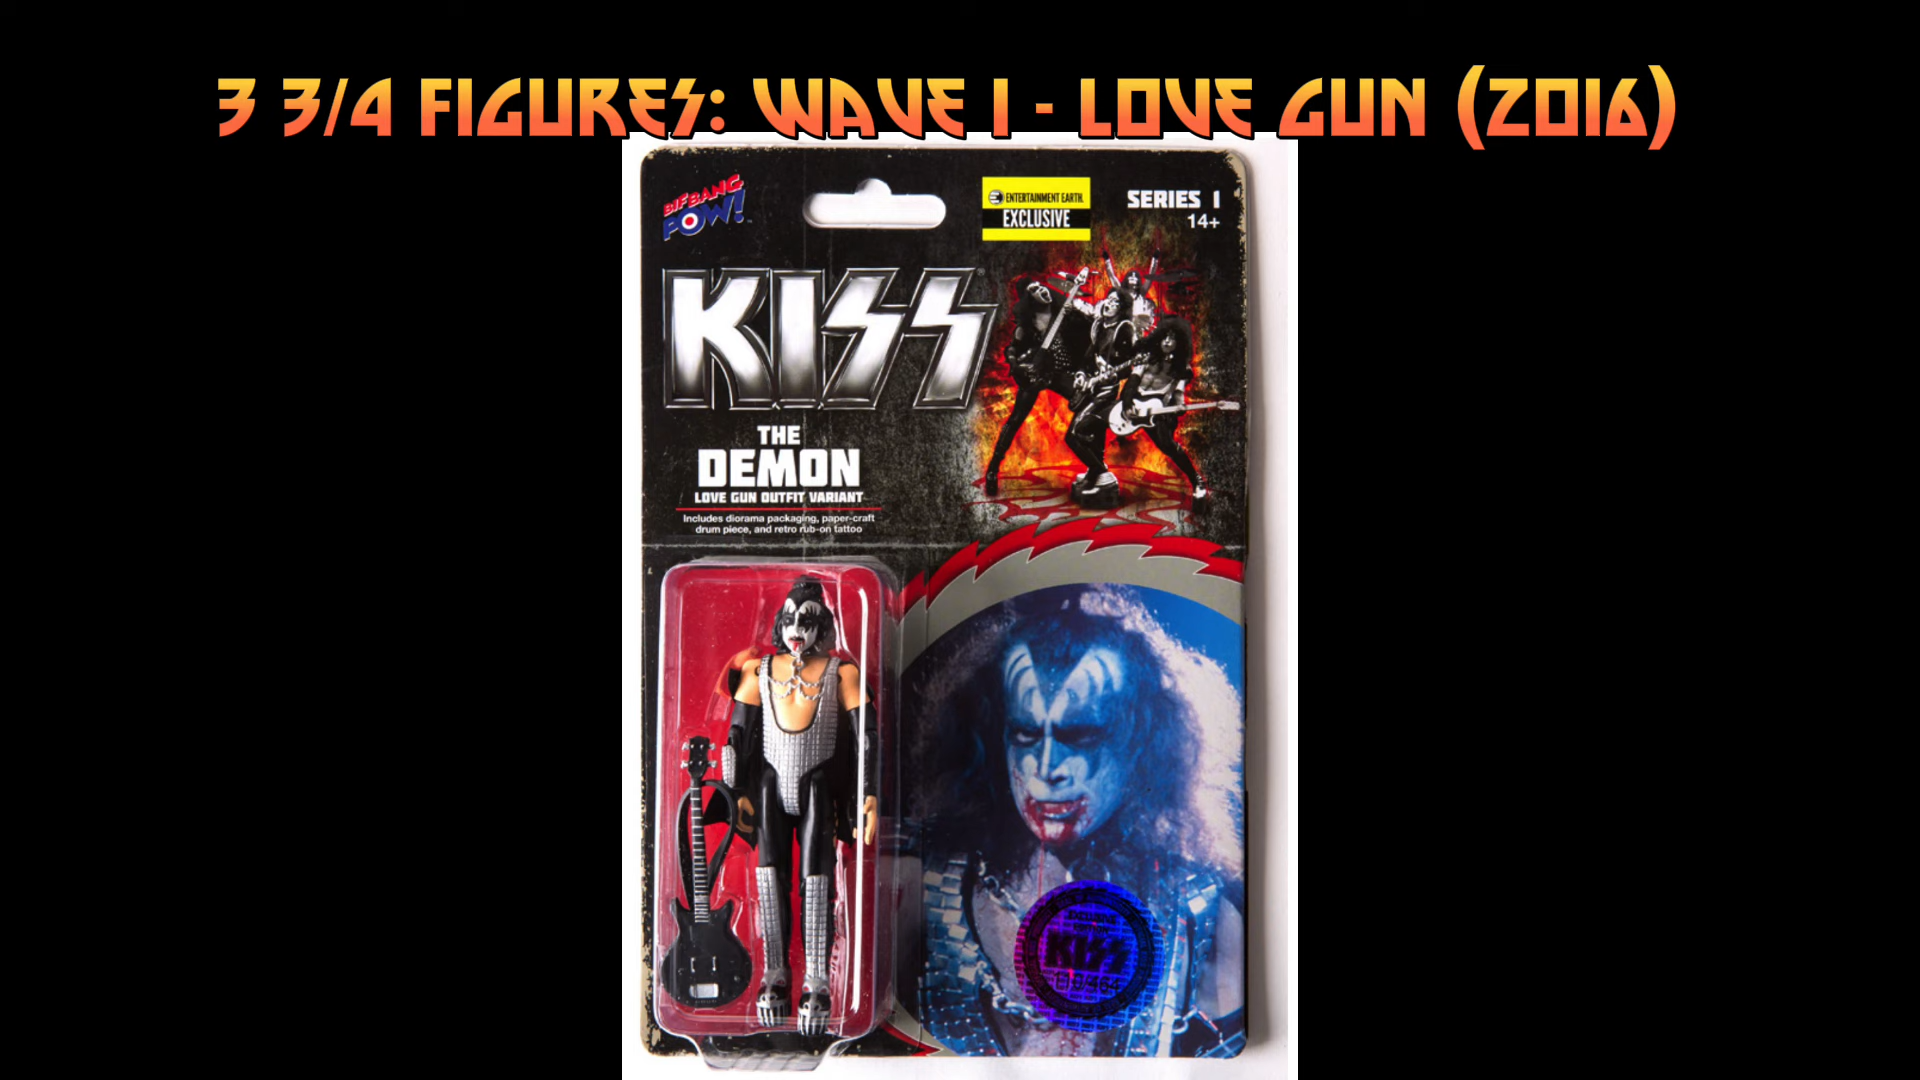 3 3/4 FIGURES: WAVE 1 - LOVE GUN (2016)
BIF BANG
POW!
ENTERTAINMENT EARTH
EXCLUSIVE
SERIES 1
14+
KISS
THE
DEMON
LOVE GUN OUTFIT VARIANT
Includes diorama packaging, paper-craft
drum piece, and retro rub-on tattoo
KISS